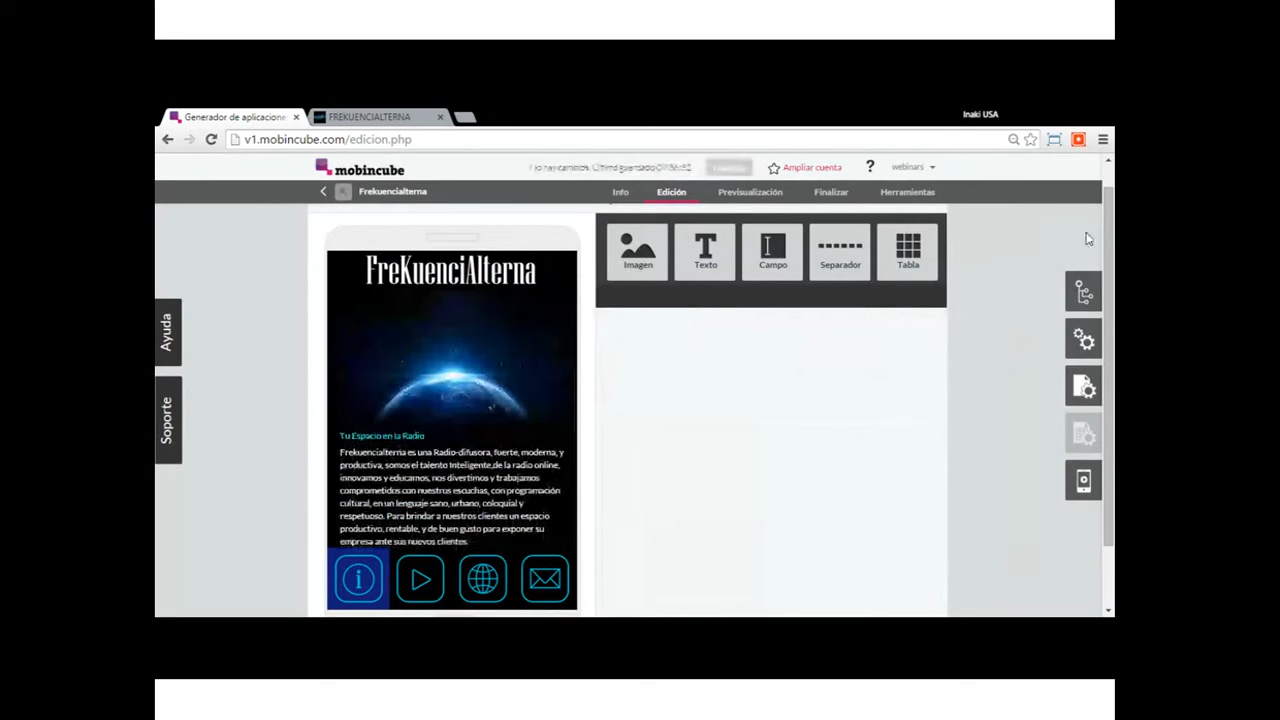 Generador de aplicacione
FREKUENCIALTERNA
Inaki USA
v1.mobincube.com/edicion.php
mobincube
Ampliar cuenta
?
webinars
Frekuencialterna
Info
Edición
Previsualización
Finalizar
Herramientas
Imagen
Texto
Campo
Separador
Tabla
Ayuda
Soporte
FreKuenciAlterna
Tu Espacio en la Radio
Frekuencialterna es una Radio-difusora, fuerte, moderna, y
productiva, somos el talento Inteligente,de la radio online,
innovamos y educamos, nos divertimos y trabajamos
comprometidos con nuestros escuchas, con programación
cultural, en un lenguaje sano, urbano, coloquial y
respetuoso. Para brindar a nuestros clientes un espacio
productivo, rentable, y de buen gusto para exponer su
empresa ante sus nuevos clientes.